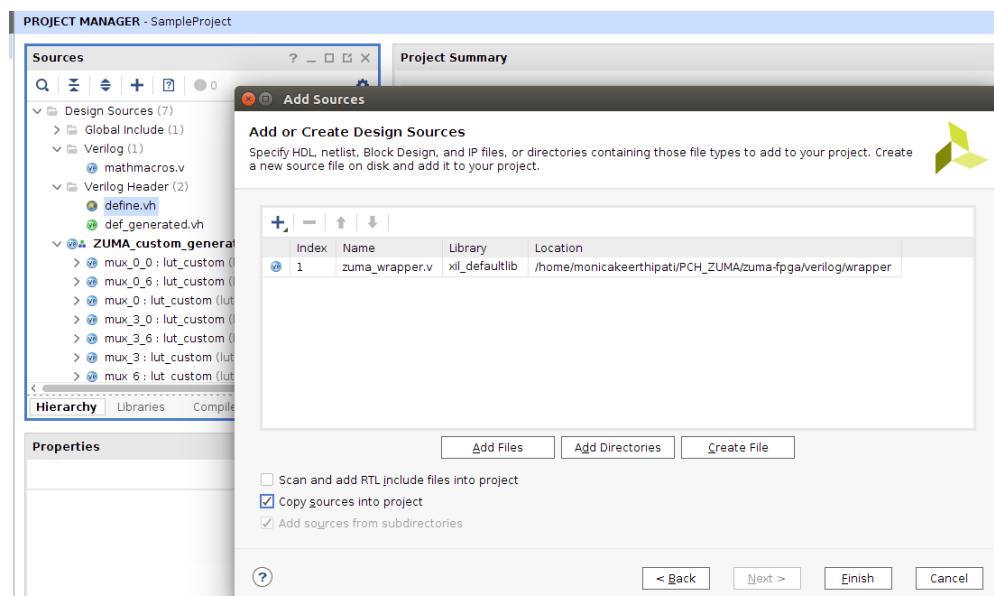 PROJECT MANAGER - SampleProject
Sources
? _ □ X
Project Summary
0
Design Sources (7)
Global Include (1)
Verilog (1)
mathmacros.v
Verilog Header (2)
define.vh
def_generated.vh
ZUMA_custom_generat
mux_0_0 : lut_custom (l
mux_0_6 : lut_custom (l
mux_0 : lut_custom (lut
mux_3_0 : lut_custom (l
mux_3_6 : lut_custom (l
mux_3 : lut_custom (lut
mux_6 : lut_custom (lut
Hierarchy Libraries Compile
Properties
Add Sources
Add or Create Design Sources
Specify HDL, netlist, Block Design, and IP files, or directories containing those file types to add to your project. Create
a new source file on disk and add it to your project.
Index Name Library Location
1 zuma_wrapper.v xil_defaultlib /home/monicakeerthipati/PCH_ZUMA/zuma-fpga/verilog/wrapper
Add Files Add Directories Create File
Scan and add RTL include files into project
Copy sources into project
Add sources from subdirectories
? < Back Next > Finish Cancel